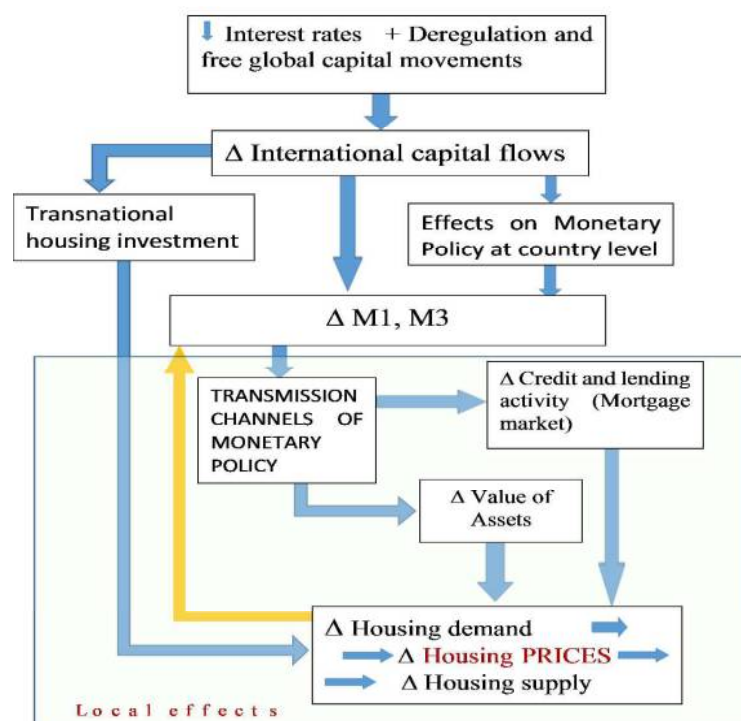 Interest rates + Deregulation and
free global capital movements
Δ International capital flows
Transnational
housing investment
Effects on Monetary
Policy at country level
Δ M1, M3
TRANSMISSION
CHANNELS OF
MONETARY
POLICY
Δ Credit and lending
activity (Mortgage
market)
Δ Value of
Assets
Δ Housing demand
Δ Housing PRICES
Δ Housing supply
Local effects